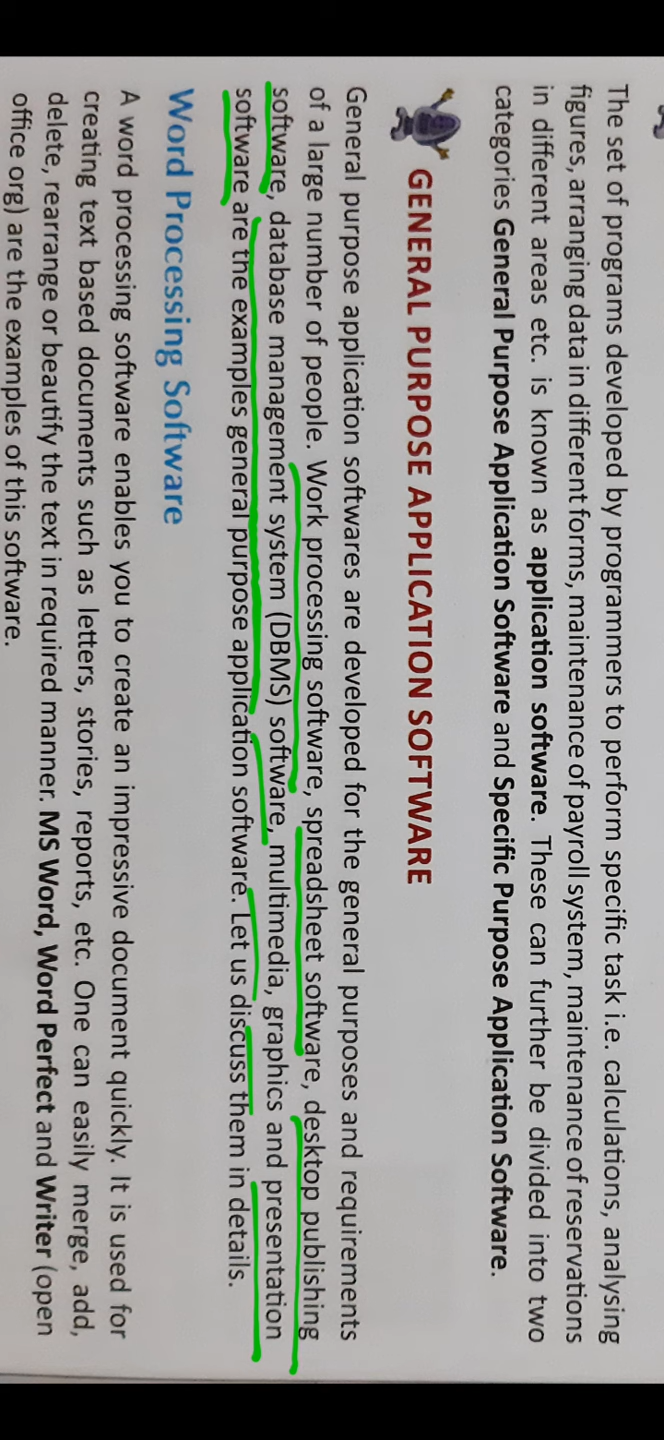 The set of programs developed by programmers to perform specific task i.e. calculations, analysing
figures, arranging data in different forms, maintenance of payroll system, maintenance of reservations
in different areas etc. is known as application software. These can further be divided into two
categories General Purpose Application Software and Specific Purpose Application Software.
GENERAL PURPOSE APPLICATION SOFTWARE
General purpose application softwares are developed for the general purposes and requirements
of a large number of people. Work processing software, spreadsheet software, desktop publishing
software, database management system (DBMS) software, multimedia, graphics and presentation
software are the examples general purpose application software. Let us discuss them in details.
Word Processing Software
A word processing software enables you to create an impressive document quickly. It is used for
creating text based documents such as letters, stories, reports, etc. One can easily merge, add,
delete, rearrange or beautify the text in required manner. MS Word, Word Perfect and Writer (open
office org) are the examples of this software.